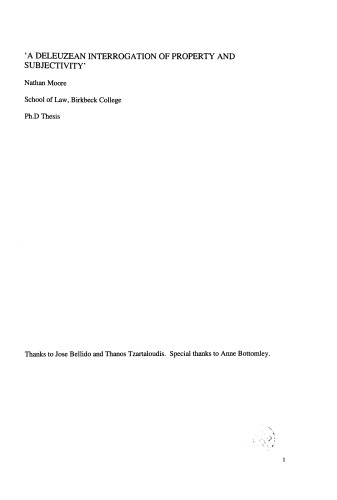 'A DELEUZEAN INTERROGATION OF PROPERTY AND
SUBJECTIVITY'
Nathan Moore
School of Law, Birkbeck College
Ph.D Thesis
Thanks to Jose Bellido and Thanos Tzartaloudis. Special thanks to Anne Bottomley.
1